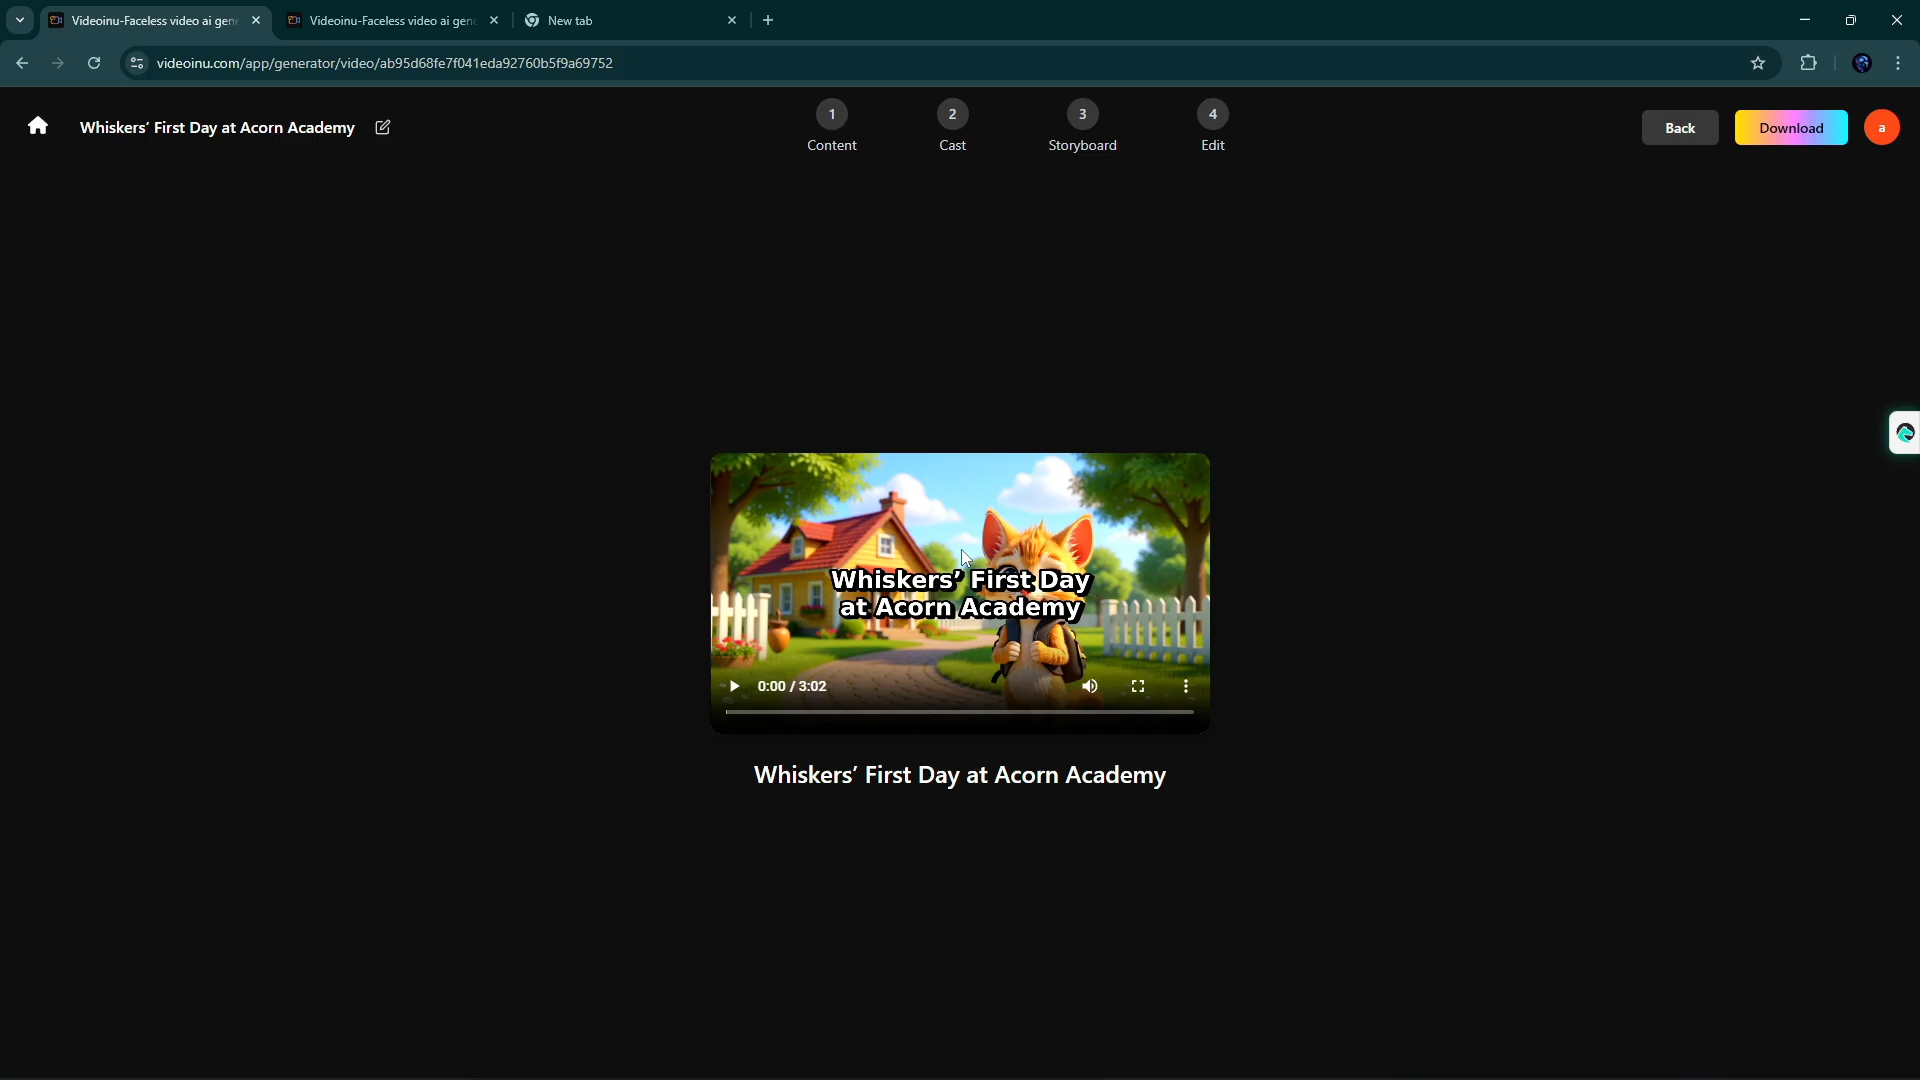 Videoinu-Faceless video ai gen
Videoinu-Faceless video ai gen
New tab
videoinu.com/app/generator/video/ab95d68fe7f041eda92760b5f9a69752
Whiskers’ First Day at Acorn Academy
1
Content
2
Cast
3
Storyboard
4
Edit
Back
Download
a
Whiskers’ First Day
at Acorn Academy
0:00 / 3:02
Whiskers’ First Day at Acorn Academy